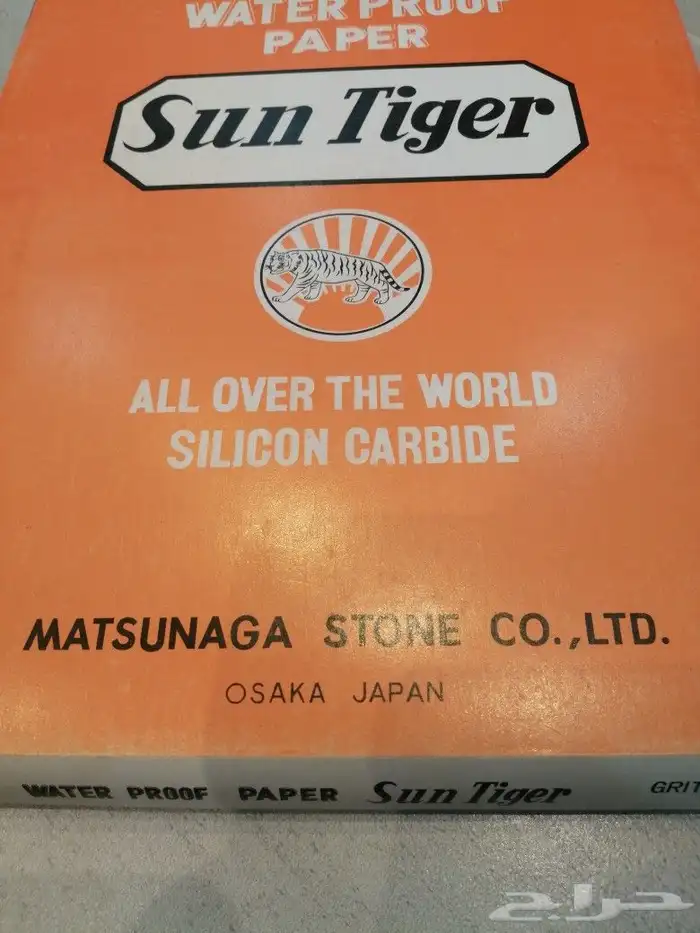 WATER PROOF
PAPER
Sun Tiger
ALL OVER THE WORLD
SILICON CARBIDE
MATSUNAGA STONE CO.,LTD.
OSAKA JAPAN
WATER PROOF PAPER Sun Tiger GRIT
حراج